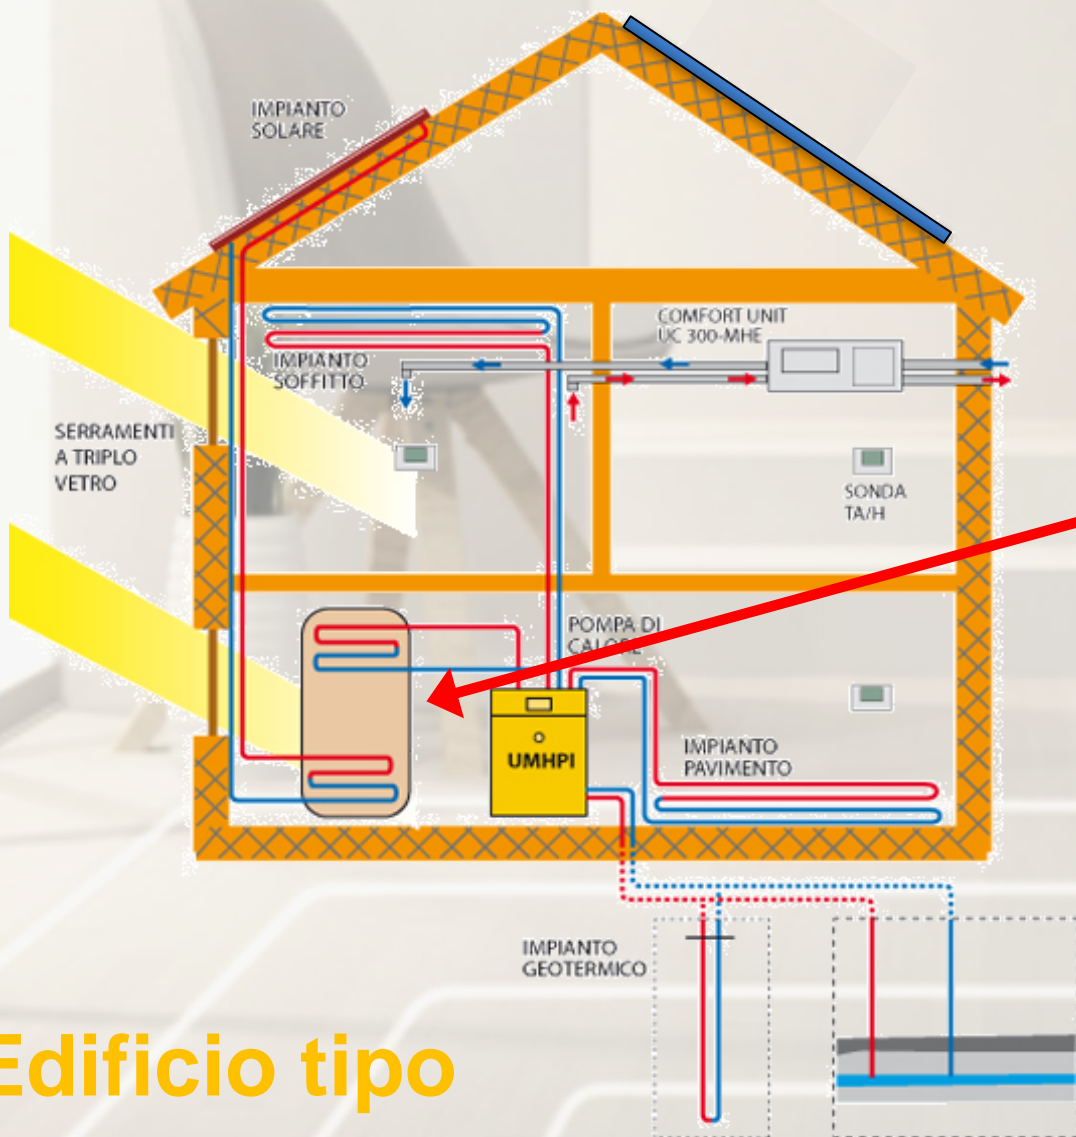 IMPIANTO
SOLARE
COMFORT UNIT
UC 300-MHE
IMPIANTO
SOFFITTO
SERRAMENTI
A TRIPLO
VETRO
SONDA
TA/H
POMPA DI
CALORE
UMHPI
IMPIANTO
PAVIMENTO
IMPIANTO
GEOTERMICO
Edificio tipo